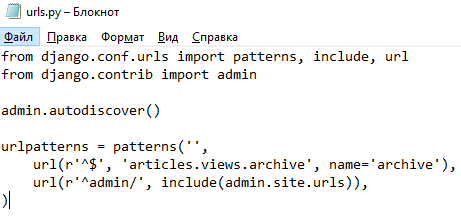 urls.py – Блокнот
Файл Правка Формат Вид Справка
from django.conf.urls import patterns, include, url
from django.contrib import admin
admin.autodiscover()
urlpatterns = patterns('',
    url(r'^$', 'articles.views.archive', name='archive'),
    url(r'^admin/', include(admin.site.urls)),
)